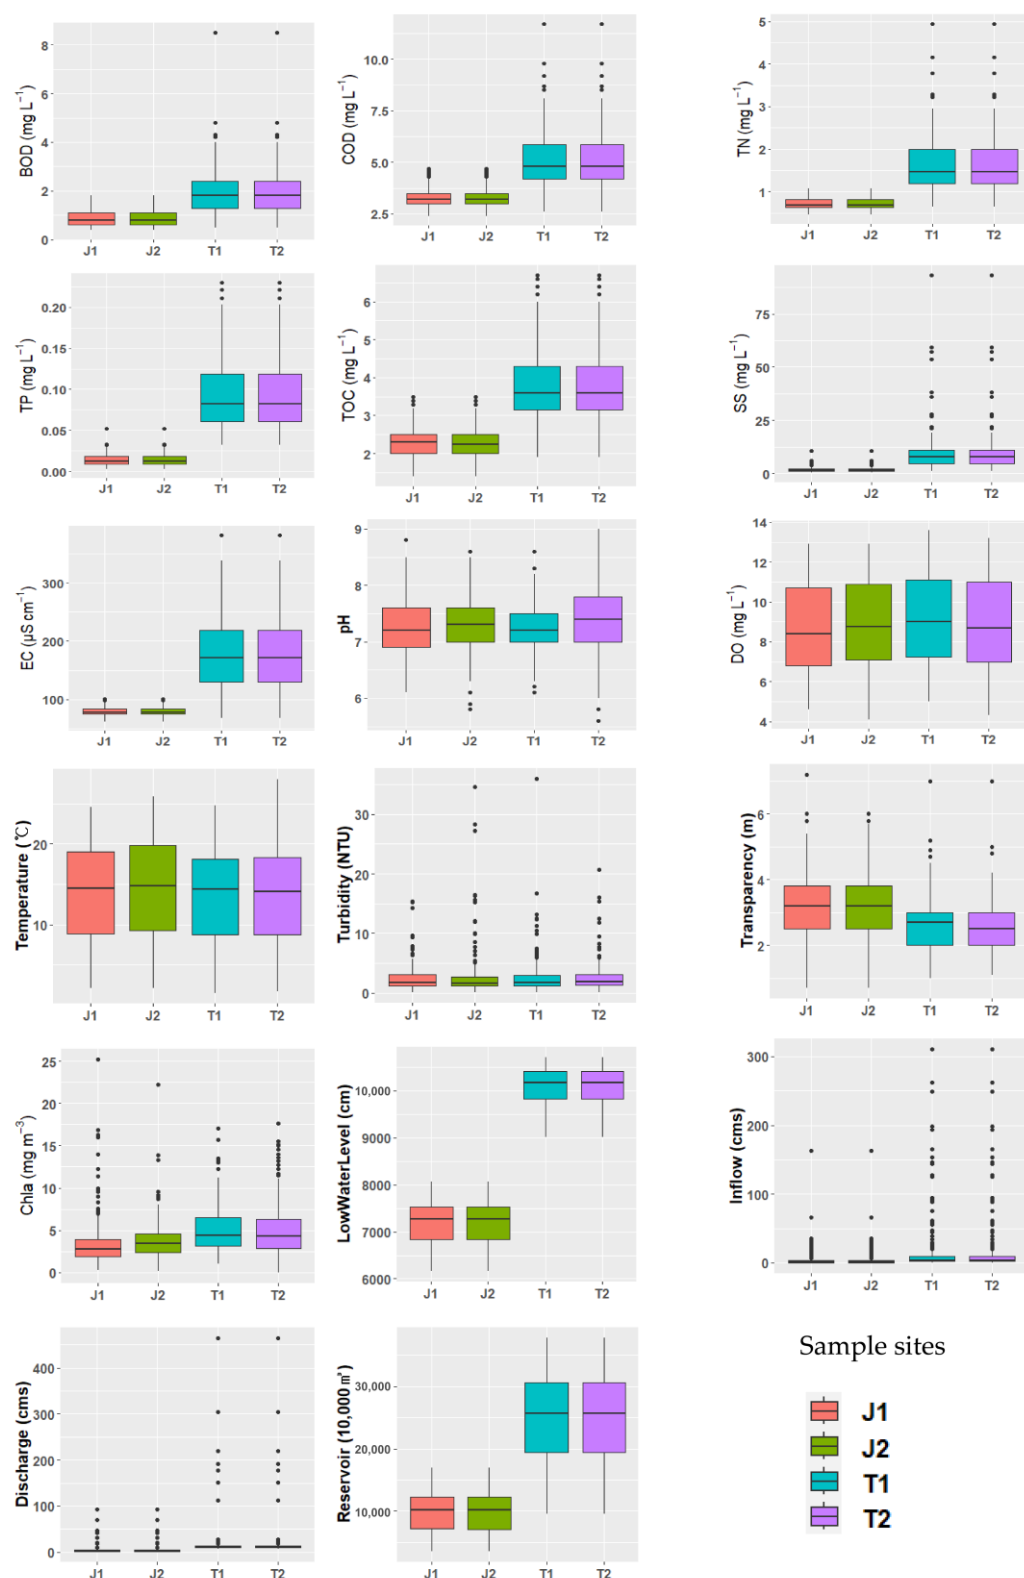 BOD (mg L⁻¹)
8
6
4
2
0
J1 J2 T1 T2
COD (mg L⁻¹)
10.0
7.5
5.0
2.5
J1 J2 T1 T2
TN (mg L⁻¹)
5
4
3
2
1
J1 J2 T1 T2
TP (mg L⁻¹)
0.20
0.15
0.10
0.05
0.00
J1 J2 T1 T2
TOC (mg L⁻¹)
6
5
4
3
2
J1 J2 T1 T2
SS (mg L⁻¹)
75
50
25
0
J1 J2 T1 T2
EC (µS cm⁻¹)
300
200
100
J1 J2 T1 T2
pH
9
8
7
6
J1 J2 T1 T2
DO (mg L⁻¹)
14
12
10
8
6
4
J1 J2 T1 T2
Temperature (℃)
20
10
J1 J2 T1 T2
Turbidity (NTU)
30
20
10
0
J1 J2 T1 T2
Transparency (m)
6
4
2
J1 J2 T1 T2
Chla (mg m⁻³)
25
20
15
10
5
0
J1 J2 T1 T2
LowWaterLevel (cm)
10,000
9000
8000
7000
6000
J1 J2 T1 T2
Inflow (cms)
300
200
100
0
J1 J2 T1 T2
Discharge (cms)
400
300
200
100
0
J1 J2 T1 T2
Reservoir (10,000㎥)
30,000
20,000
10,000
J1 J2 T1 T2
Sample sites
J1
J2
T1
T2